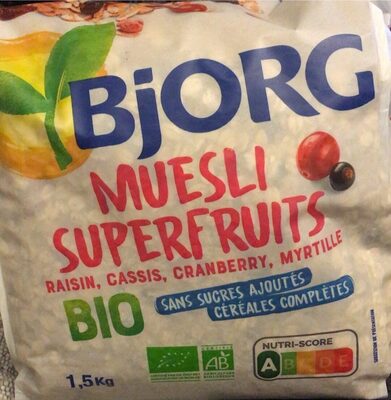 BjORG
MUESLI
SUPERFRUITS
RAISIN, CASSIS, CRANBERRY, MYRTILLE
BIO
SANS SUCRES AJOUTÉS
CÉRÉALES COMPLÈTES
AB
NUTRI-SCORE
A B C D E
1,5Kg